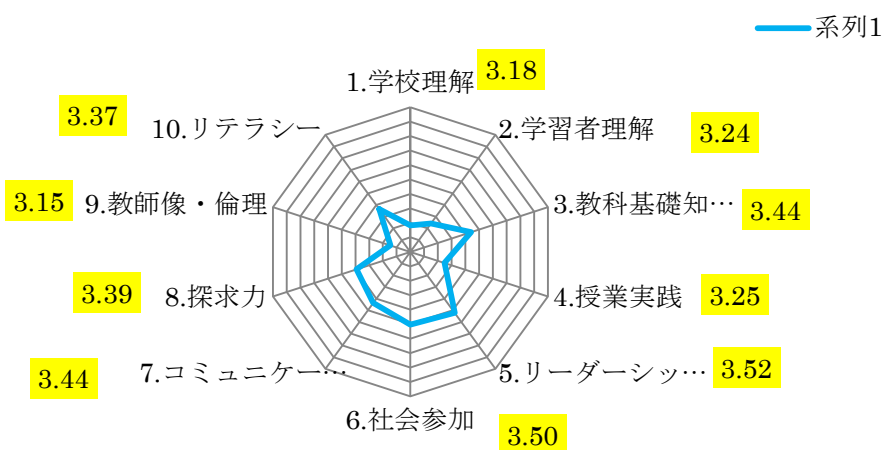 系列1
1.学校理解
3.18
2.学習者理解
3.24
3.教科基礎知…
3.44
4.授業実践
3.25
5.リーダーシッ…
3.52
6.社会参加
3.50
7.コミュニケー…
3.44
8.探求力
3.39
9.教師像・倫理
3.15
10.リテラシー
3.37